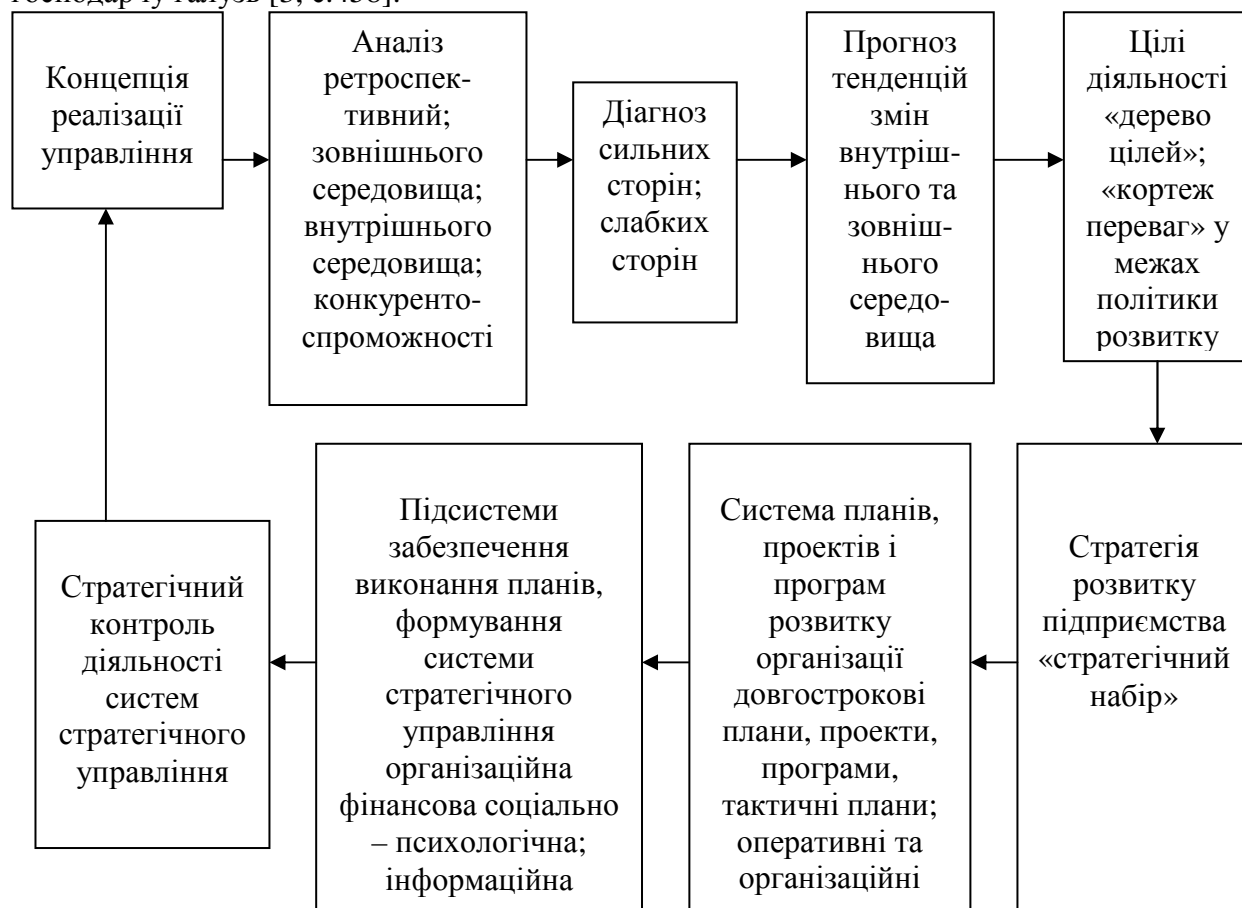 Концепція
реалізації
управління
Аналіз
ретроспек-
тивний;
зовнішнього
середовища;
внутрішнього
середовища;
конкуренто-
спроможності
Діагноз
сильних
сторін;
слабких
сторін
Прогноз
тенденцій
змін
внутріш-
нього та
зовніш-
нього
середо-
вища
Цілі
діяльності
«дерево
цілей»;
«кортеж
переваг» у
межах
політики
розвитку
Стратегія
розвитку
підприємства
«стратегічний
набір»
Система планів,
проектів і
програм
розвитку
організації
довгострокові
плани, проекти,
програми,
тактичні плани;
оперативні та
організаційні
Підсистеми
забезпечення
виконання планів,
формування
системи
стратегічного
управління
організаційна
фінансова соціально
– психологічна;
інформаційна
Стратегічний
контроль
діяльності
систем
стратегічного
управління